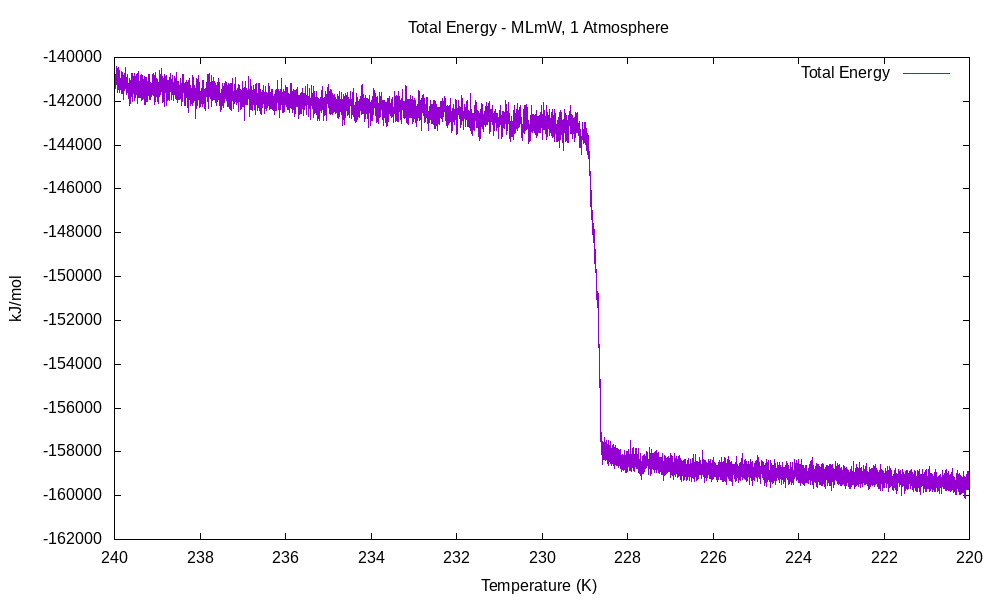 Total Energy - MLmW, 1 Atmosphere
Total Energy
-140000
-142000
-144000
-146000
-148000
-150000
-152000
-154000
-156000
-158000
-160000
-162000
kJ/mol
240 238 236 234 232 230 228 226 224 222 220
Temperature (K)